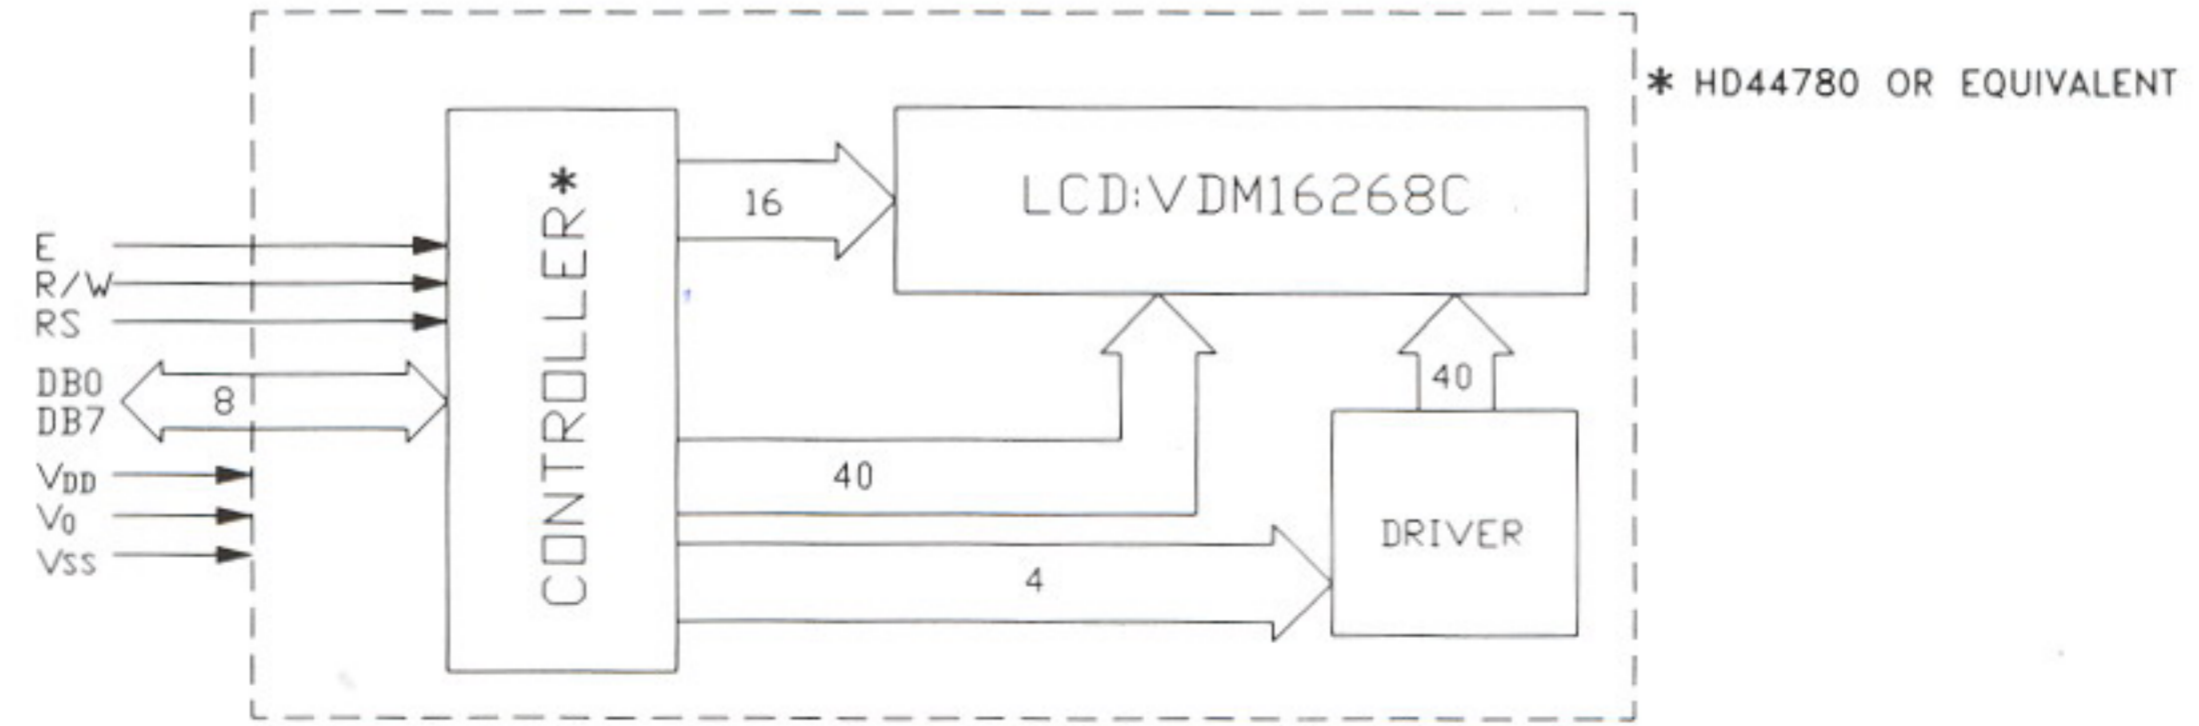 * HD44780 OR EQUIVALENT
CONTROLLER*
16
LCD:VDM16268C
E
R/W
RS
DB0
DB7
8
VDD
V0
VSS
40
40
4
DRIVER